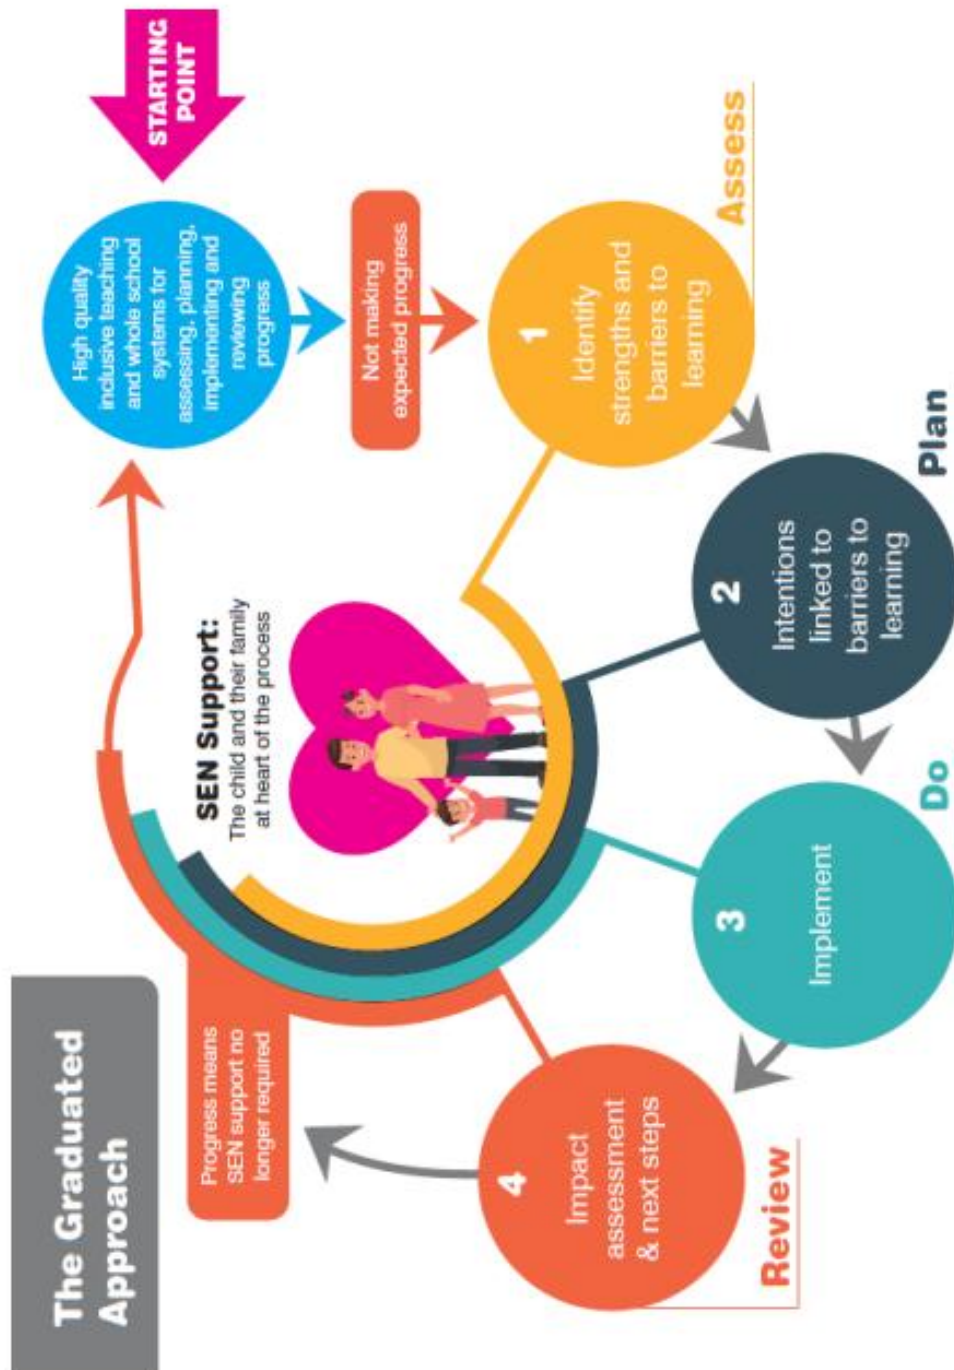 The Graduated
Approach
STARTING
POINT
High quality
inclusive teaching
and whole school
systems for
assessing, planning,
implementing and
reviewing
progress
Not making
expected progress
1
Identify
strengths and
barriers to
learning
Assess
2
Intentions
linked to
barriers to
learning
Plan
3
Implement
Do
4
Impact
assessment
& next steps
Review
Progress means
SEN support no
longer required
SEN Support:
The child and their family
at heart of the process